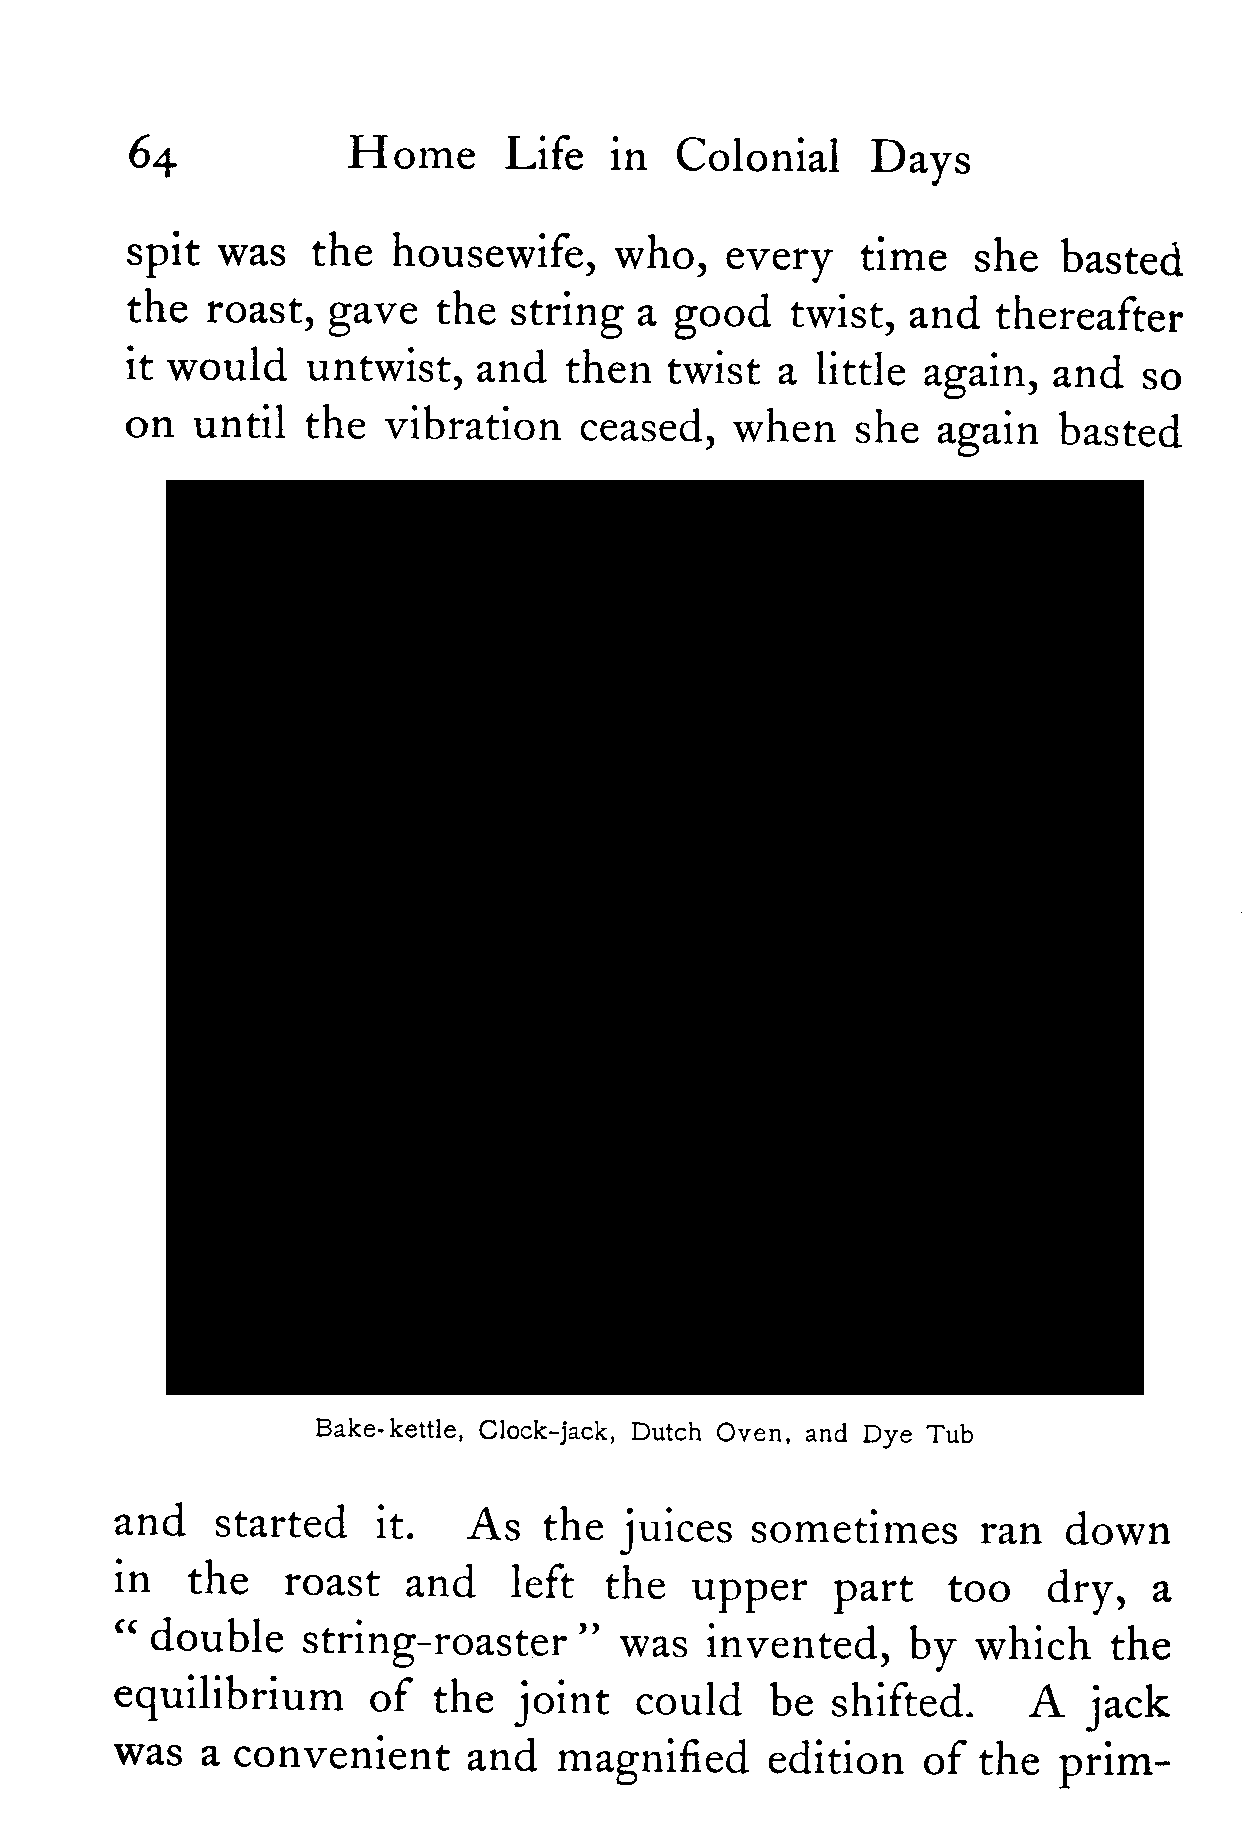 64 Home Life in Colonial Days
spit was the housewife, who, every time she basted
the roast, gave the string a good twist, and thereafter
it would untwist, and then twist a little again, and so
on until the vibration ceased, when she again basted
Bake-kettle, Clock-jack, Dutch Oven, and Dye Tub
and started it. As the juices sometimes ran down
in the roast and left the upper part too dry, a
“ double string-roaster ” was invented, by which the
equilibrium of the joint could be shifted. A jack
was a convenient and magnified edition of the prim-